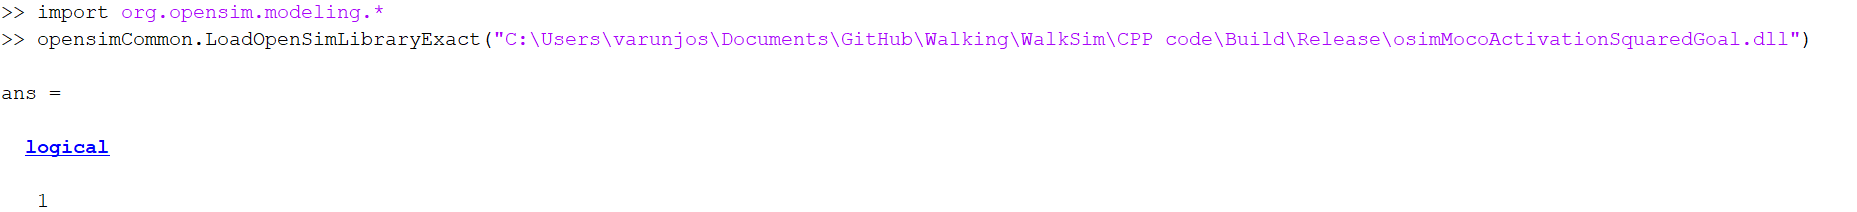 >> import org.opensim.modeling.*
>> opensimCommon.LoadOpenSimLibraryExact("C:\Users\varunjos\Documents\GitHub\Walking\WalkSim\CPP code\Build\Release\osimMocoActivationSquaredGoal.dll")
ans =
logical
1